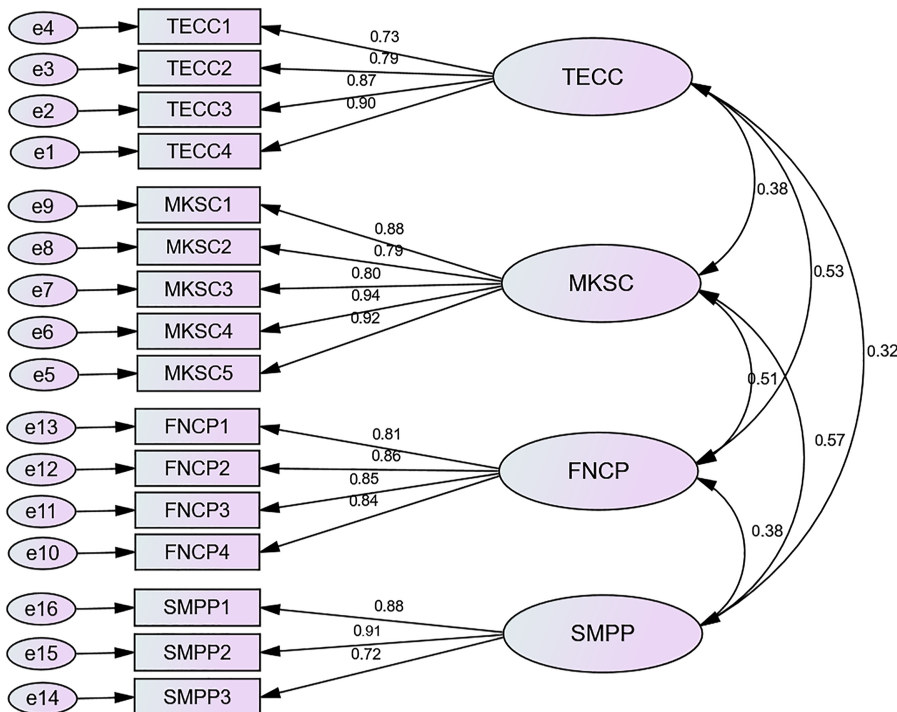 e4 TECC1
e3 TECC2
e2 TECC3
e1 TECC4
0.73
0.79
0.87
0.90
TECC
e9 MKSC1
e8 MKSC2
e7 MKSC3
e6 MKSC4
e5 MKSC5
0.88
0.79
0.80
0.94
0.92
MKSC
e13 FNCP1
e12 FNCP2
e11 FNCP3
e10 FNCP4
0.81
0.86
0.85
0.84
FNCP
e16 SMPP1
e15 SMPP2
e14 SMPP3
0.88
0.91
0.72
SMPP
0.38
0.53
0.32
0.51
0.57
0.38